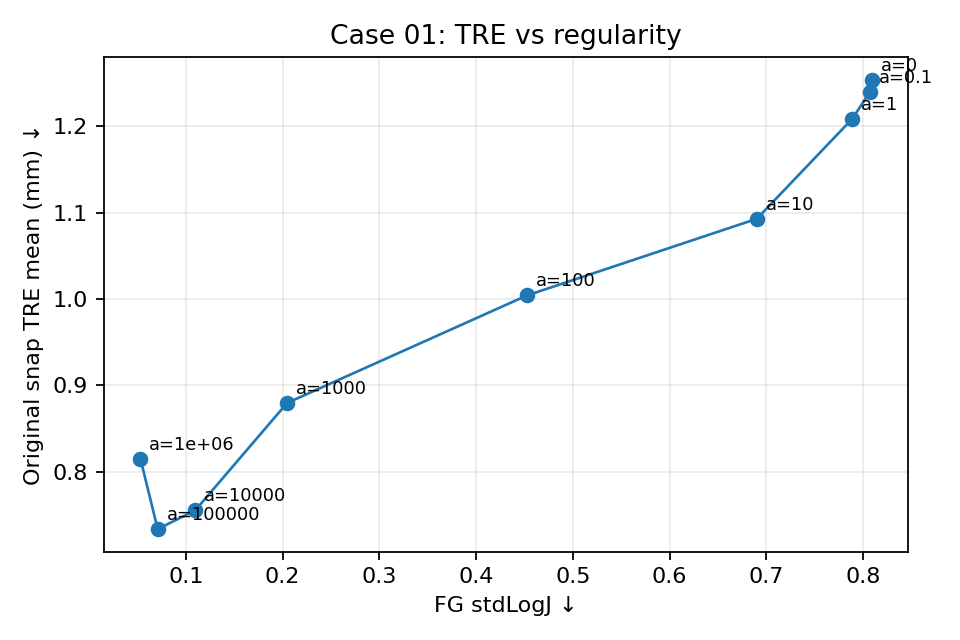 Case 01: TRE vs regularity
Original snap TRE mean (mm) ↓
1.2
1.1
1.0
0.9
0.8
a=0
a=0.1
a=1
a=10
a=100
a=1000
a=1e+06
a=10000
a=100000
0.1 0.2 0.3 0.4 0.5 0.6 0.7 0.8
FG stdLogJ ↓